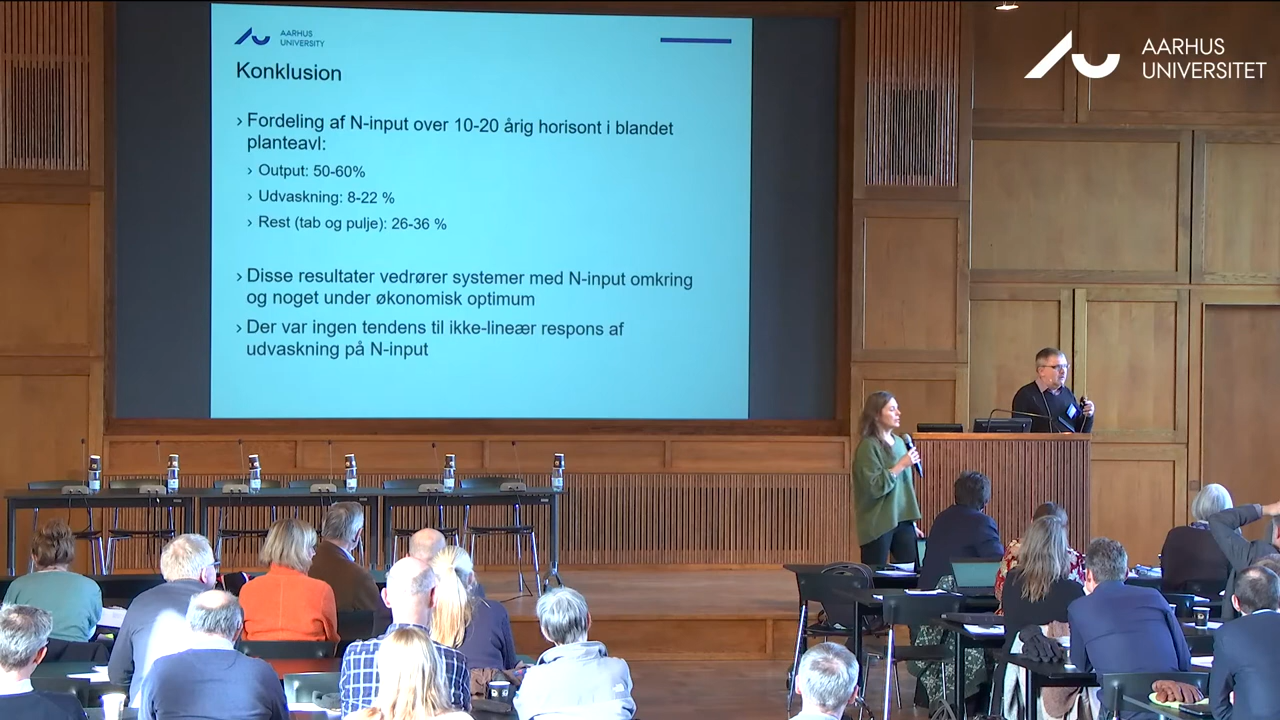 AARHUS
UNIVERSITY
Konklusion
› Fordeling af N-input over 10-20 årig horisont i blandet
planteavl:
› Output: 50-60%
› Udvaskning: 8-22 %
› Rest (tab og pulje): 26-36 %
› Disse resultater vedrører systemer med N-input omkring
og noget under økonomisk optimum
› Der var ingen tendens til ikke-lineær respons af
udvaskning på N-input
AARHUS
UNIVERSITET